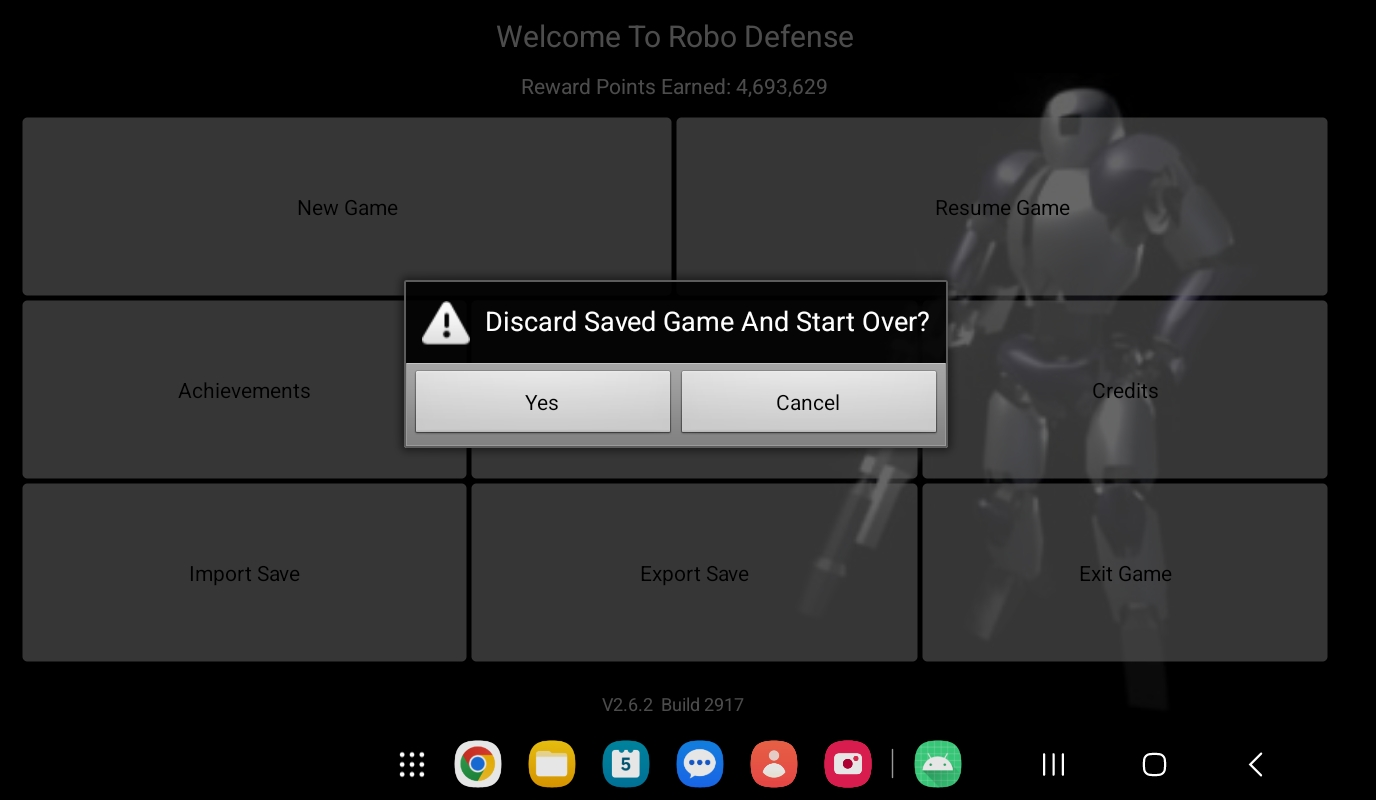 Welcome To Robo Defense
Reward Points Earned: 4,693,629
New Game
Resume Game
Discard Saved Game And Start Over?
Yes
Cancel
Achievements
Credits
Import Save
Export Save
Exit Game
V2.6.2 Build 2917
5